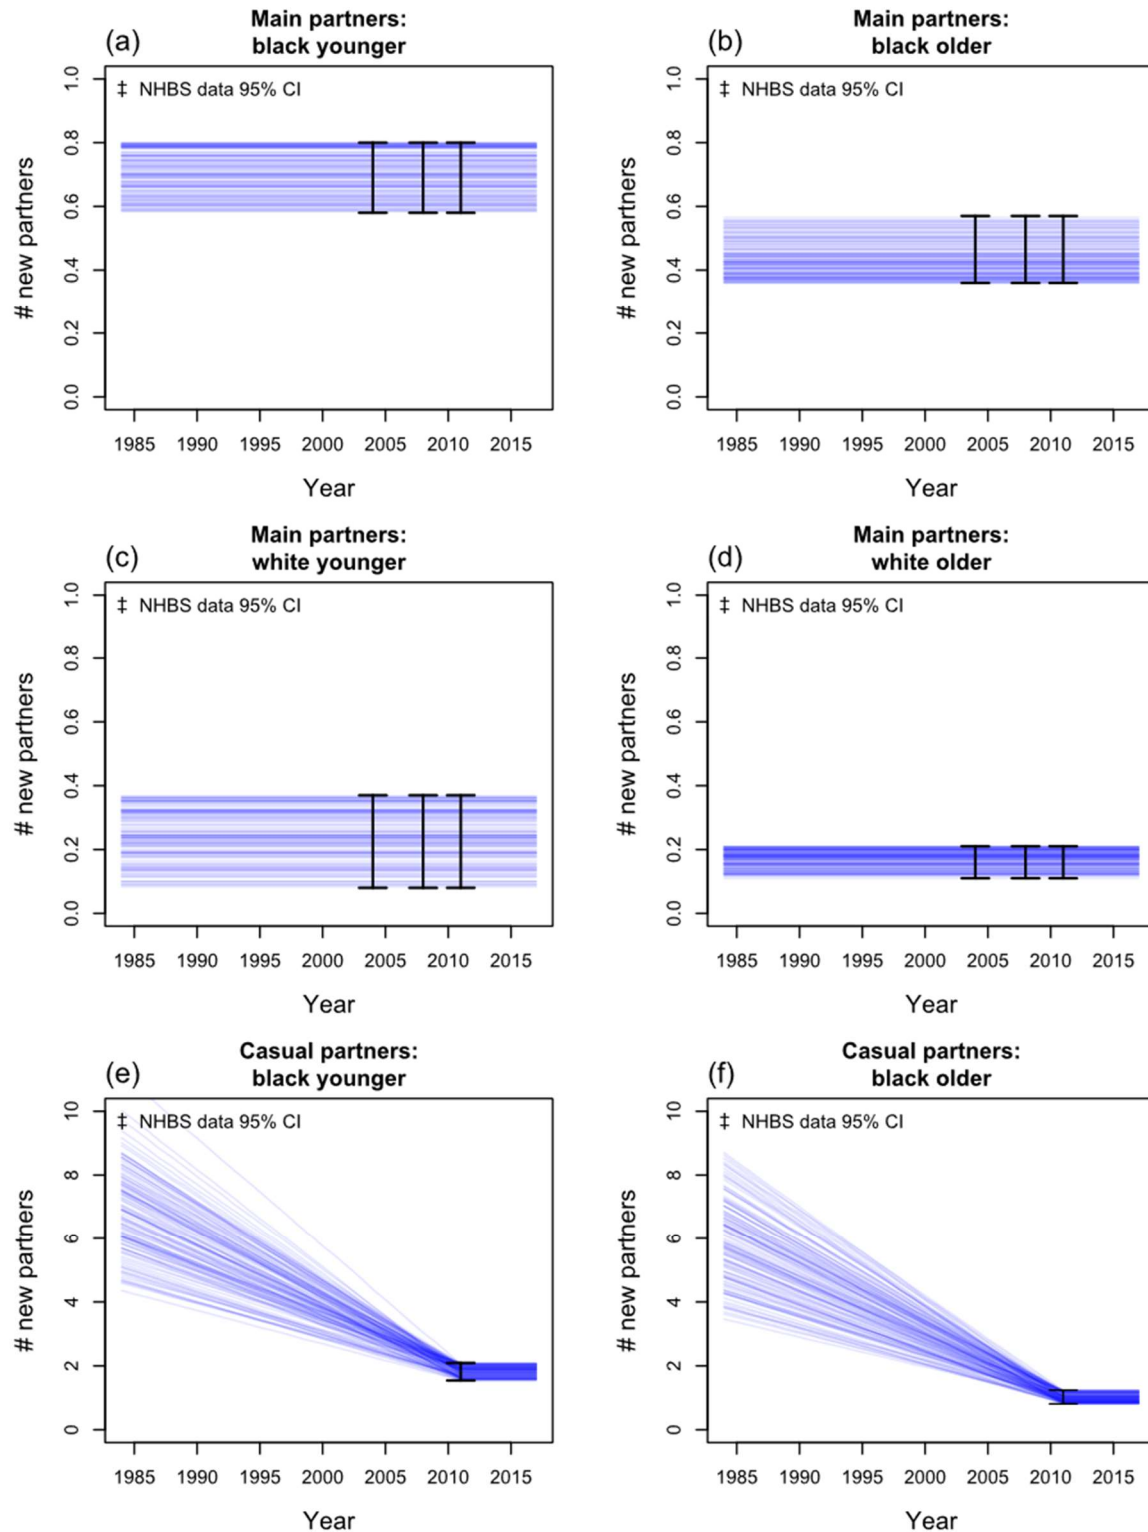 (a) Main partners:
black younger
‡ NHBS data 95% CI
# new partners
0.0 0.2 0.4 0.6 0.8 1.0
1985 1990 1995 2000 2005 2010 2015
Year
(b) Main partners:
black older
‡ NHBS data 95% CI
# new partners
0.0 0.2 0.4 0.6 0.8 1.0
1985 1990 1995 2000 2005 2010 2015
Year
(c) Main partners:
white younger
‡ NHBS data 95% CI
# new partners
0.0 0.2 0.4 0.6 0.8 1.0
1985 1990 1995 2000 2005 2010 2015
Year
(d) Main partners:
white older
‡ NHBS data 95% CI
# new partners
0.0 0.2 0.4 0.6 0.8 1.0
1985 1990 1995 2000 2005 2010 2015
Year
(e) Casual partners:
black younger
‡ NHBS data 95% CI
# new partners
0 2 4 6 8 10
1985 1990 1995 2000 2005 2010 2015
Year
(f) Casual partners:
black older
‡ NHBS data 95% CI
# new partners
0 2 4 6 8 10
1985 1990 1995 2000 2005 2010 2015
Year